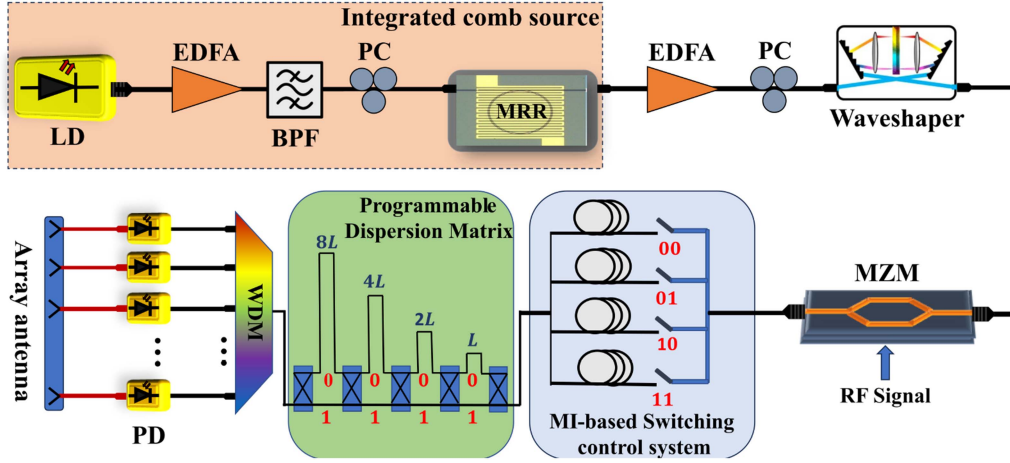 Integrated comb source
EDFA
PC
EDFA
PC
LD
BPF
MRR
Waveshaper
Array antenna
PD
WDM
Programmable
Dispersion Matrix
8L
4L
2L
L
0 0 0 0
1 1 1 1
00
01
10
11
MI-based Switching
control system
MZM
RF Signal